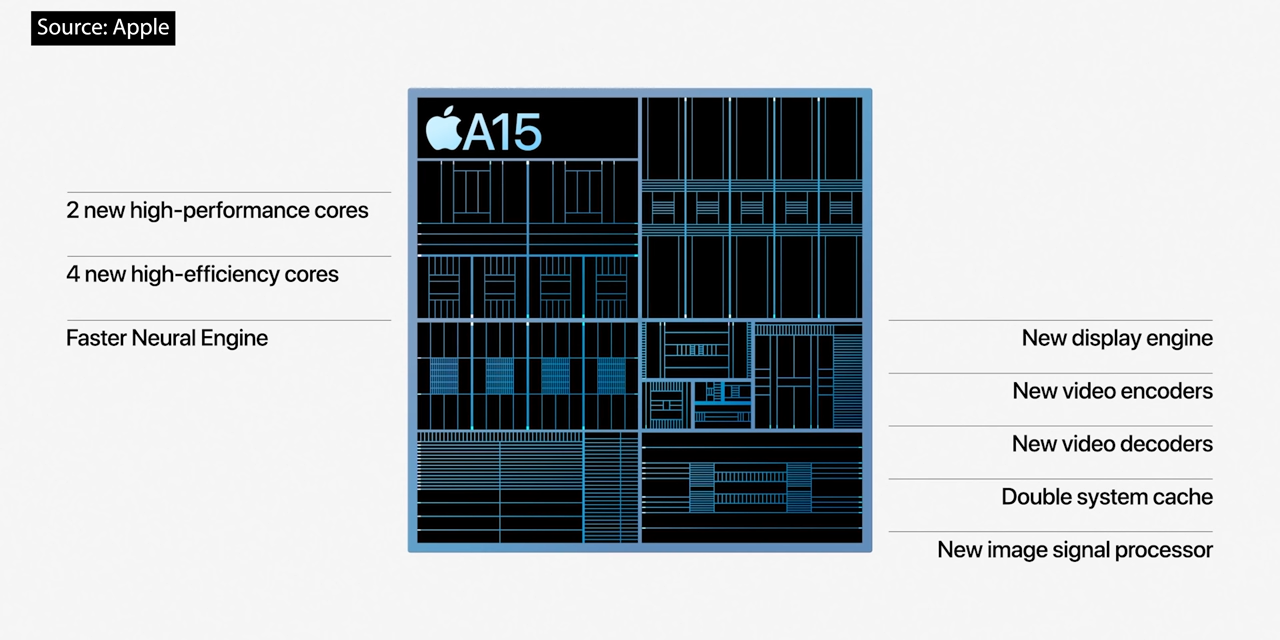 Source: Apple
A15
2 new high-performance cores
4 new high-efficiency cores
Faster Neural Engine
New display engine
New video encoders
New video decoders
Double system cache
New image signal processor